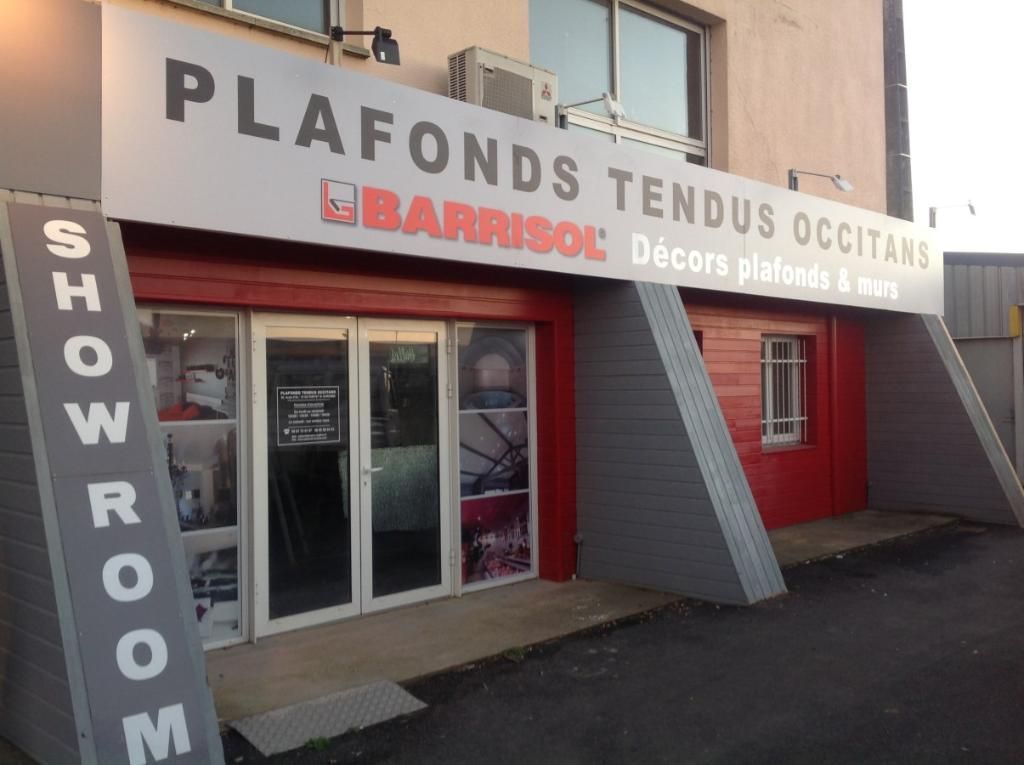 PLAFONDS TENDUS OCCITANS
BARRISOL®
Décors plafonds & murs
SHOWROOM
PLAFONDS TENDUS OCCITANS